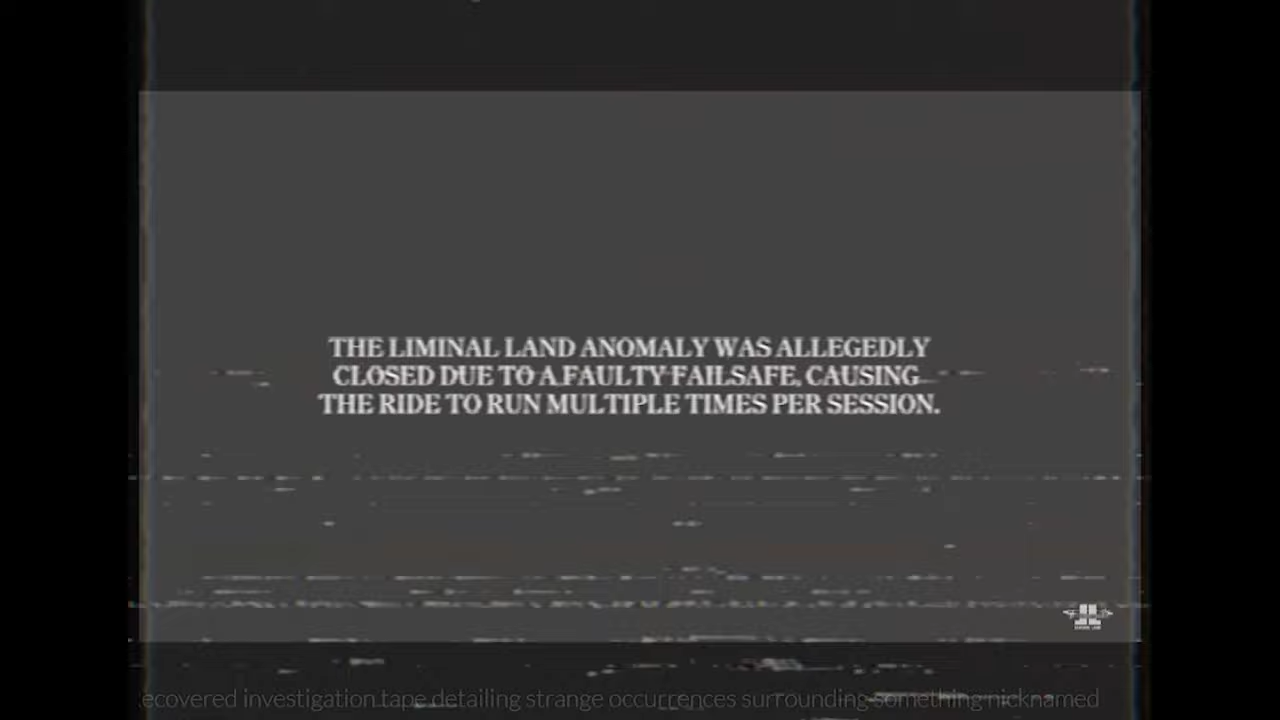 THE LIMINAL LAND ANOMALY WAS ALLEGEDLY
CLOSED DUE TO A FAULTY FAILSAFE, CAUSING
THE RIDE TO RUN MULTIPLE TIMES PER SESSION.
ecovered investigation tape detailing strange occurrences surrounding something nicknamed